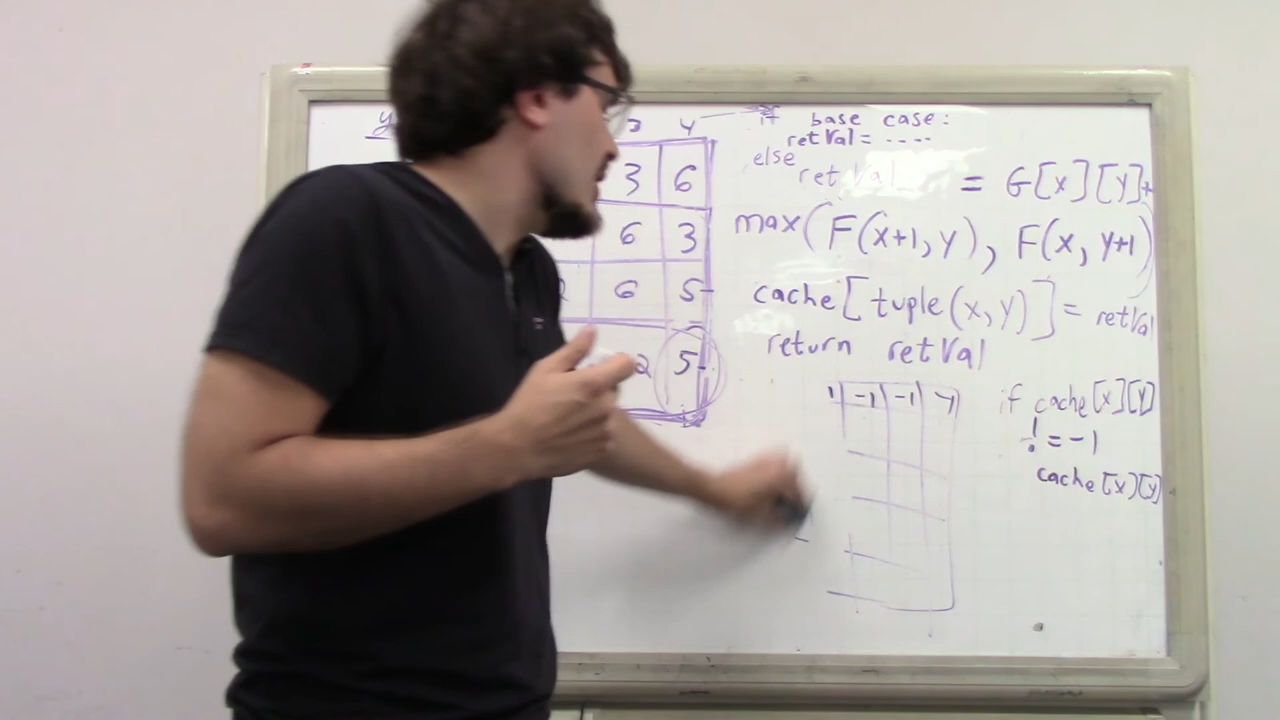 y 3 4
3 6
6 3
6 5
2 5
if base case:
retVal = ....
else
retVal = G[x][y]+
max(F(x+1, y), F(x, y+1))
cache[tuple(x, y)] = retVal
return retVal
-1 -1
if cache[x][y]
! = -1
cache[x][y]